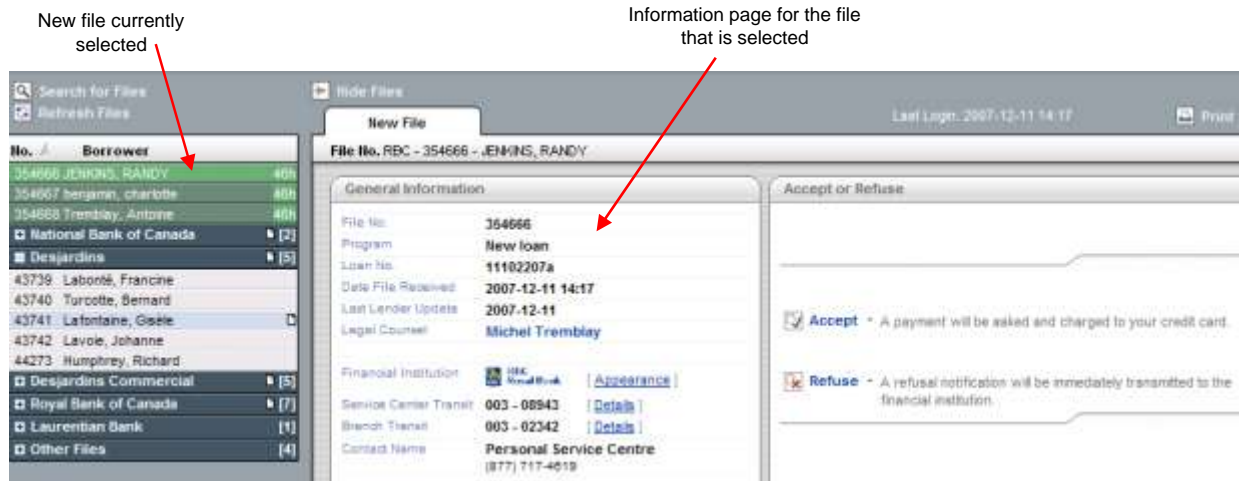 New file currently
selected
Information page for the file
that is selected
Search for Files
Refresh Files
Hide Files
New File
Last Login: 2007-12-11 14:17
Print
No. Borrower
File No. RBC - 354666 - JENKINS, RANDY
354666 JENKINS, RANDY 46h
354667 benjamin, charlotte 46h
354668 Tremblay, Antoine 46h
National Bank of Canada [2]
Desjardins [5]
43739 Labonté, Francine
43740 Turcotte, Bernard
43741 Lafontaine, Gisèle
43742 Lavoie, Johanne
44273 Humphrey, Richard
Desjardins Commercial [5]
Royal Bank of Canada [7]
Laurentian Bank [1]
Other Files [4]
General Information
File No. 354666
Program New loan
Loan No. 11102207a
Date File Received 2007-12-11 14:17
Last Lender Update 2007-12-11
Legal Counsel Michel Tremblay
Financial Institution RBC Royal Bank [ Appearance ]
Service Center Transit 003 - 08943 [ Details ]
Branch Transit 003 - 02342 [ Details ]
Contact Name Personal Service Centre
(877) 717-4619
Accept or Refuse
Accept - A payment will be asked and charged to your credit card.
Refuse - A refusal notification will be immediately transmitted to the
financial institution.